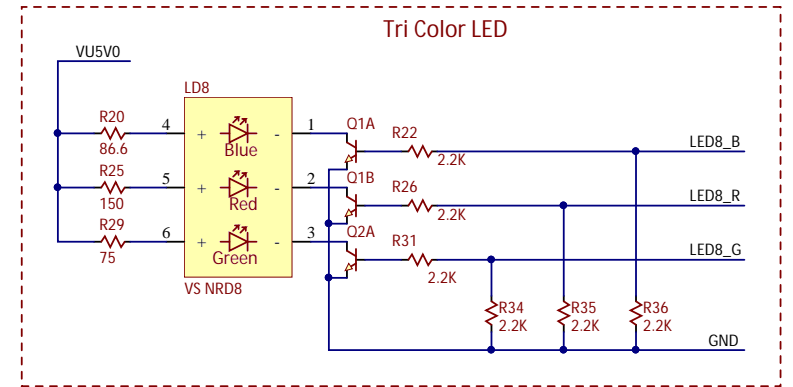 Tri Color LED
VU5V0
LD8
R20
86.6
4
+
-
1
Blue
Q1A
R22
2.2K
LED8_B
R25
150
5
+
-
2
Red
Q1B
R26
2.2K
LED8_R
R29
75
6
+
-
3
Green
Q2A
R31
2.2K
LED8_G
VS NRD8
R34
2.2K
R35
2.2K
R36
2.2K
GND